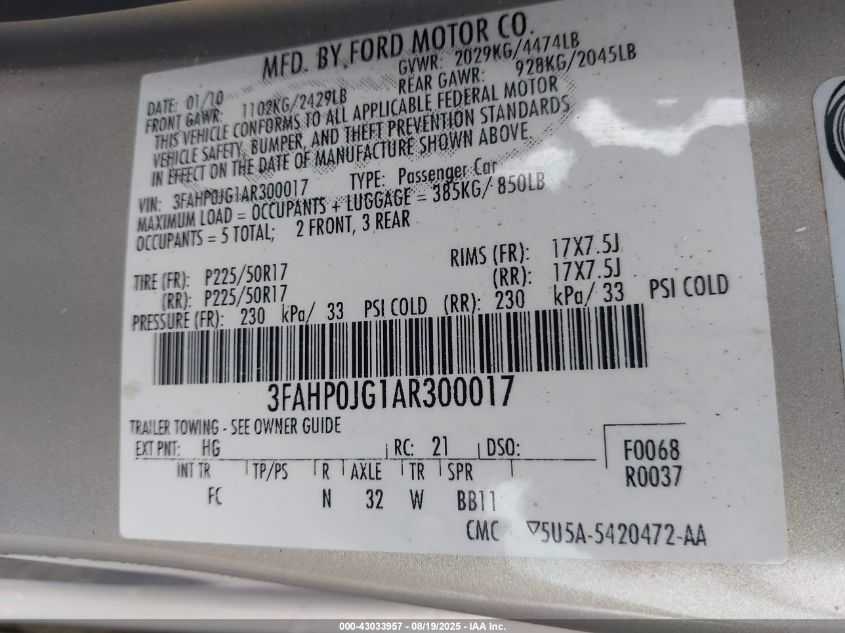 MFD. BY FORD MOTOR CO.
DATE: 01/10 GVWR: 2029KG/4474LB
FRONT GAWR: 1102KG/2429LB REAR GAWR: 928KG/2045LB
THIS VEHICLE CONFORMS TO ALL APPLICABLE FEDERAL MOTOR
VEHICLE SAFETY, BUMPER, AND THEFT PREVENTION STANDARDS
IN EFFECT ON THE DATE OF MANUFACTURE SHOWN ABOVE.
VIN: 3FAHP0JG1AR300017 TYPE: Passenger Car
MAXIMUM LOAD = OCCUPANTS + LUGGAGE = 385KG/ 850LB
OCCUPANTS = 5 TOTAL; 2 FRONT, 3 REAR
TIRE (FR): P225/50R17 RIMS (FR): 17X7.5J
(RR): P225/50R17 (RR): 17X7.5J
PRESSURE (FR): 230 kPa/ 33 PSI COLD (RR): 230 kPa/ 33 PSI COLD
3FAHP0JG1AR300017
TRAILER TOWING - SEE OWNER GUIDE
EXT PNT: HG RC: 21 DSO: F0068
INT TR TP/PS R AXLE TR SPR R0037
FC N 32 W BB11
CMC ▽5U5A-5420472-AA
000-43033957 - 08/19/2025 - IAA Inc.